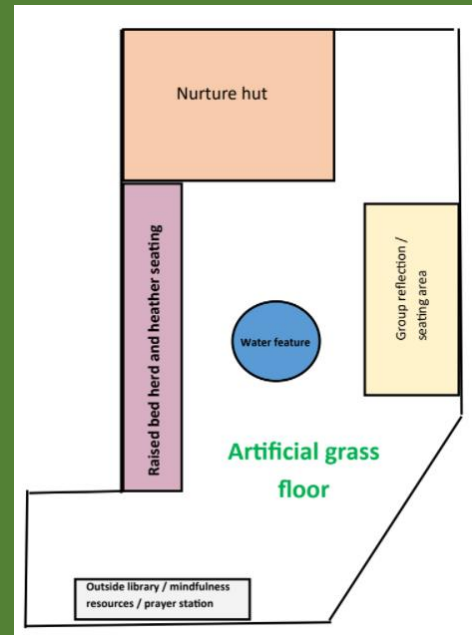 Nurture hut
Raised bed herd and heather seating
Group reflection /
seating area
Water feature
Artificial grass
floor
Outside library / mindfulness
resources / prayer station